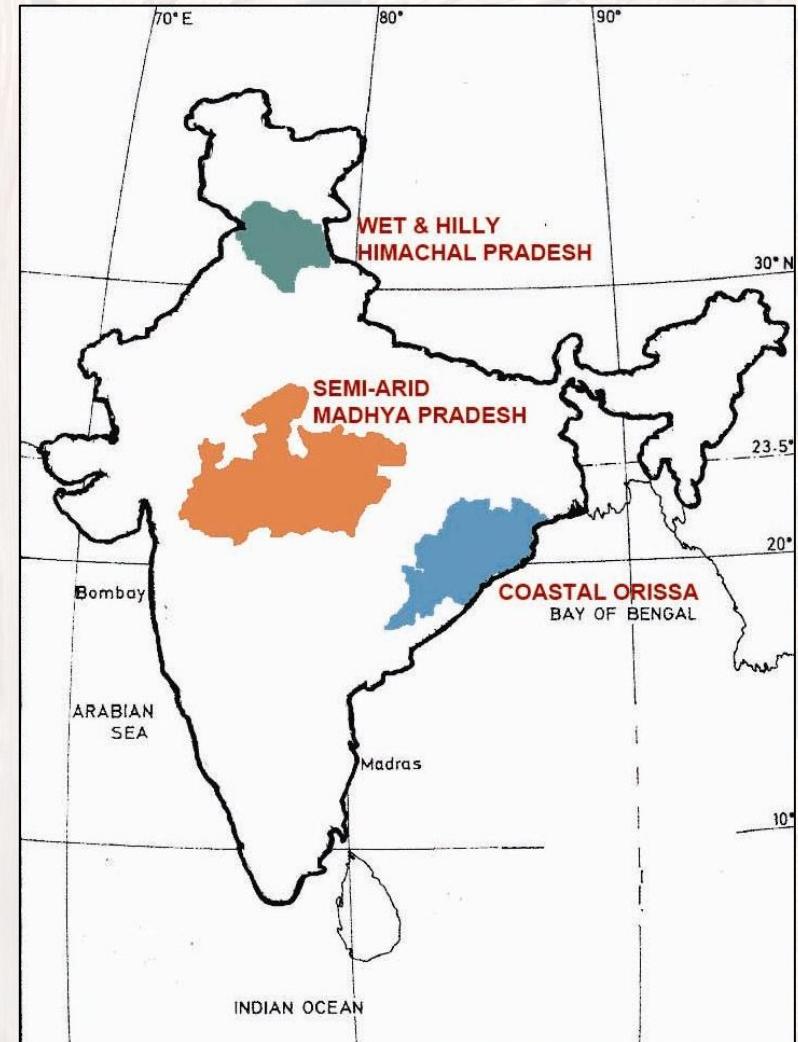 70° E
80°
90°
WET & HILLY
HIMACHAL PRADESH
30° N
SEMI-ARID
MADHYA PRADESH
23.5°
20°
Bombay
COASTAL ORISSA
BAY OF BENGAL
ARABIAN
SEA
Madras
10°
INDIAN OCEAN